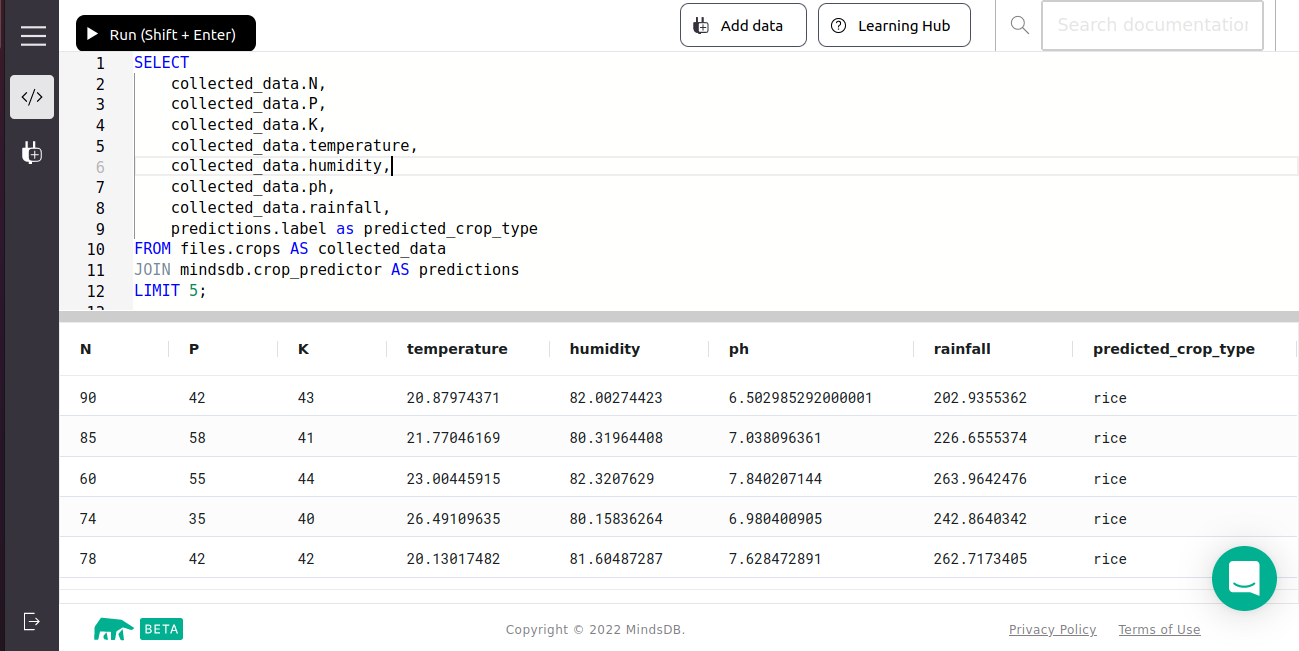 Run (Shift + Enter)
Add data
Learning Hub
Search documentation
1 SELECT
2 collected_data.N,
3 collected_data.P,
4 collected_data.K,
5 collected_data.temperature,
6 collected_data.humidity,
7 collected_data.ph,
8 collected_data.rainfall,
9 predictions.label as predicted_crop_type
10 FROM files.crops AS collected_data
11 JOIN mindsdb.crop_predictor AS predictions
12 LIMIT 5;
N P K temperature humidity ph rainfall predicted_crop_type
90 42 43 20.87974371 82.00274423 6.502985292000001 202.9355362 rice
85 58 41 21.77046169 80.31964408 7.038096361 226.6555374 rice
60 55 44 23.00445915 82.3207629 7.840207144 263.9642476 rice
74 35 40 26.49109635 80.15836264 6.980400905 242.8640342 rice
78 42 42 20.13017482 81.60487287 7.628472891 262.7173405 rice
BETA
Copyright © 2022 MindsDB.
Privacy Policy
Terms of Use